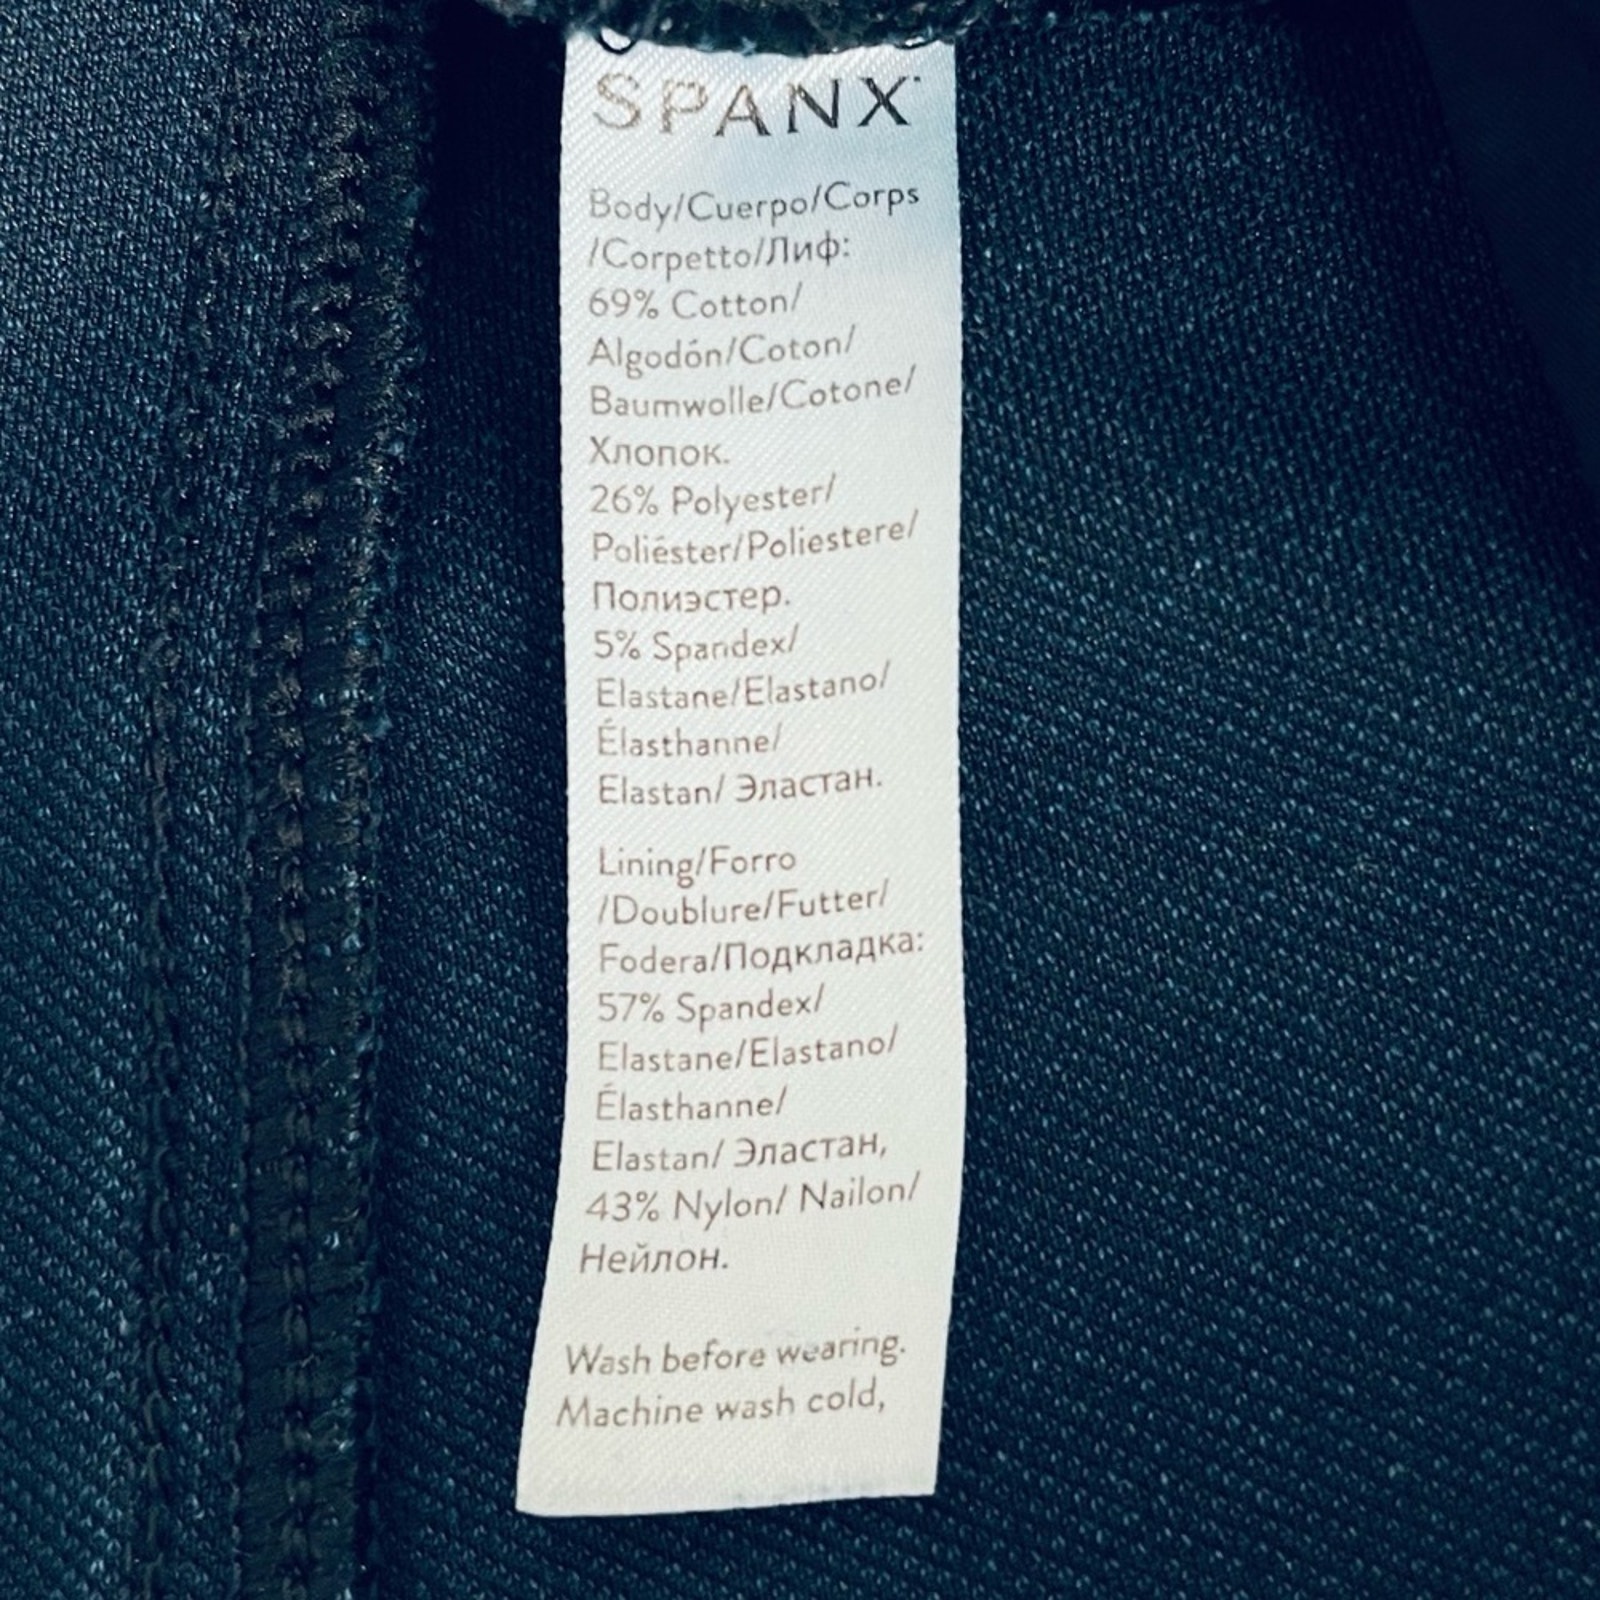 SPANX
Body/Cuerpo/Corps
/Corpetto/Лиф:
69% Cotton/
Algodón/Coton/
Baumwolle/Cotone/
Хлопок.
26% Polyester/
Poliéster/Poliestere/
Полиэстер.
5% Spandex/
Elastane/Elastano/
Élasthanne/
Elastan/ Эластан.
Lining/Forro
/Doublure/Futter/
Fodera/Подкладка:
57% Spandex/
Elastane/Elastano/
Élasthanne/
Elastan/ Эластан,
43% Nylon/ Nailon/
Нейлон.
Wash before wearing.
Machine wash cold,